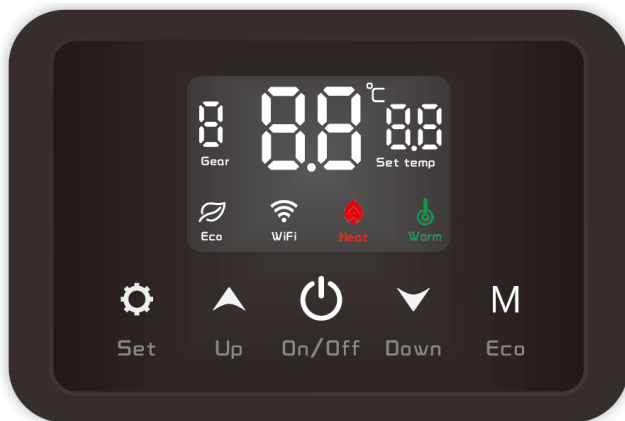 8 8.8 °C 8.8
Gear Set temp
Eco WiFi Heat Warm
M
Set Up On/Off Down Eco